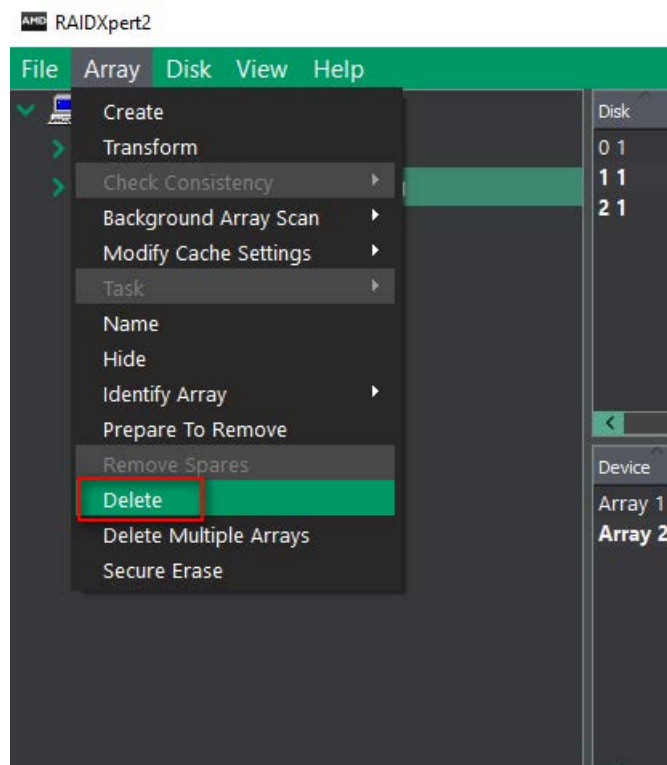 AMD RAIDXpert2
File Array Disk View Help
Create
Transform
Check Consistency
Background Array Scan
Modify Cache Settings
Task
Name
Hide
Identify Array
Prepare To Remove
Remove Spares
Delete
Delete Multiple Arrays
Secure Erase
Disk
0 1
1 1
2 1
Device
Array 1
Array 2